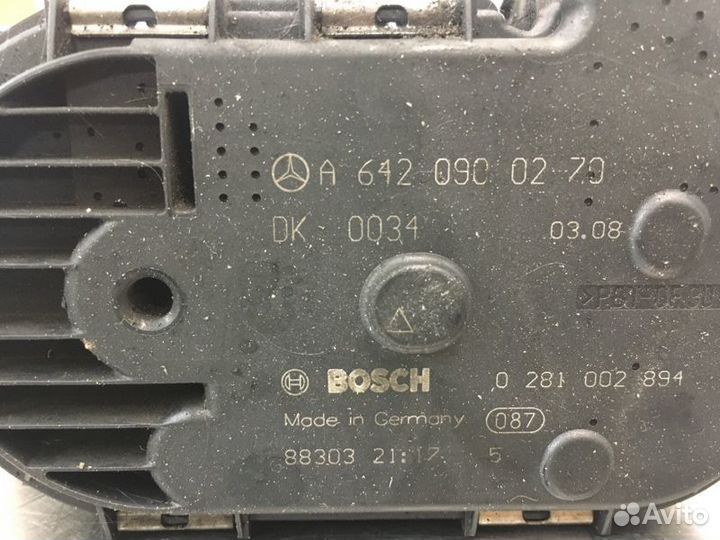 A 642 090 02 70
DK 0034
03.08
BOSCH 0 281 002 894
Made in Germany 087
88303 21:17 5
Avito